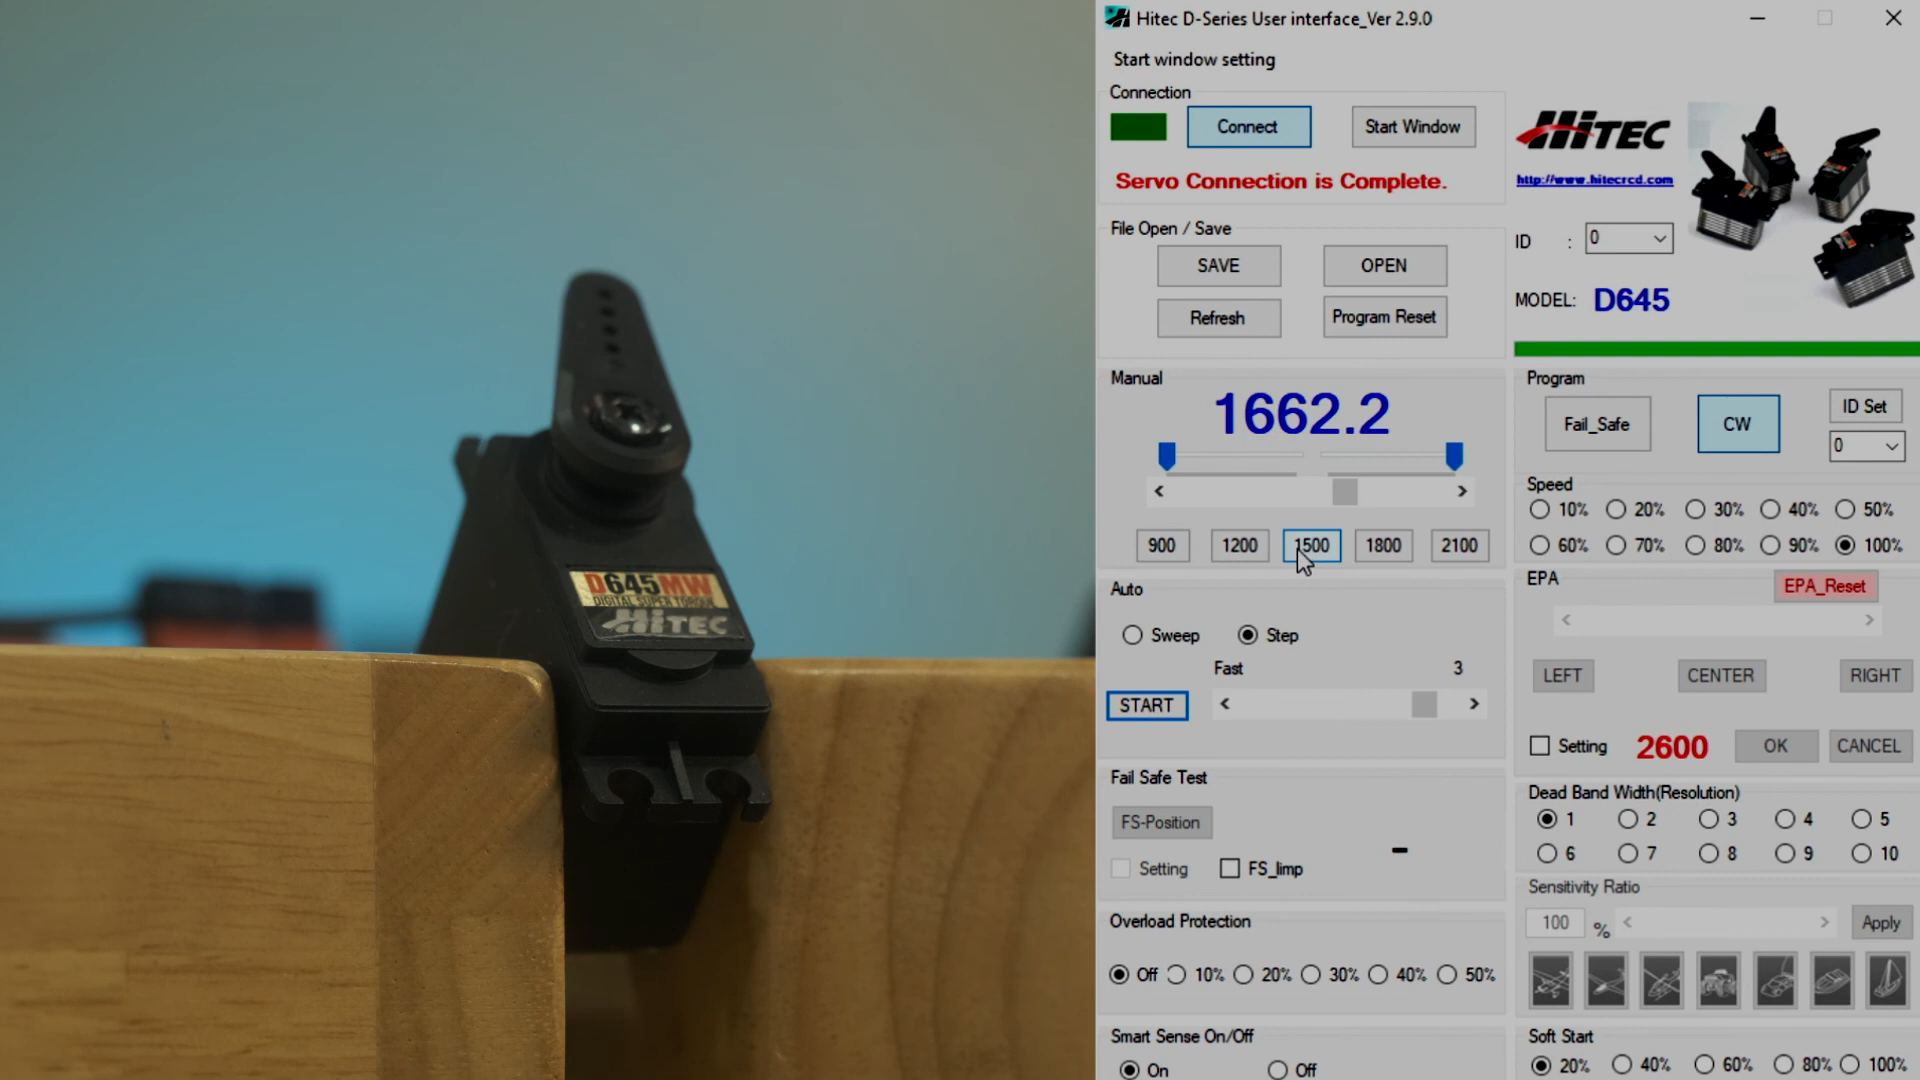 D645MW
DIGITAL SUPER TORQUE
HiTEC
Hitec D-Series User interface_Ver 2.9.0
Start window setting
Connection
Connect
Start Window
Servo Connection is Complete.
File Open / Save
SAVE
OPEN
Refresh
Program Reset
HiTEC
http://www.hitecrcd.com
ID : 0
MODEL: D645
Manual
1662.2
< >
900 1200 1500 1800 2100
Auto
Sweep Step
Fast 3
START < >
Fail Safe Test
FS-Position
-
Setting FS_limp
Overload Protection
Off 10% 20% 30% 40% 50%
Smart Sense On/Off
On Off
Program
Fail_Safe CW ID Set
0
Speed
10% 20% 30% 40% 50%
60% 70% 80% 90% 100%
EPA EPA_Reset
< >
LEFT CENTER RIGHT
Setting 2600 OK CANCEL
Dead Band Width(Resolution)
1 2 3 4 5
6 7 8 9 10
Sensitivity Ratio
100 % < > Apply
Soft Start
20% 40% 60% 80% 100%